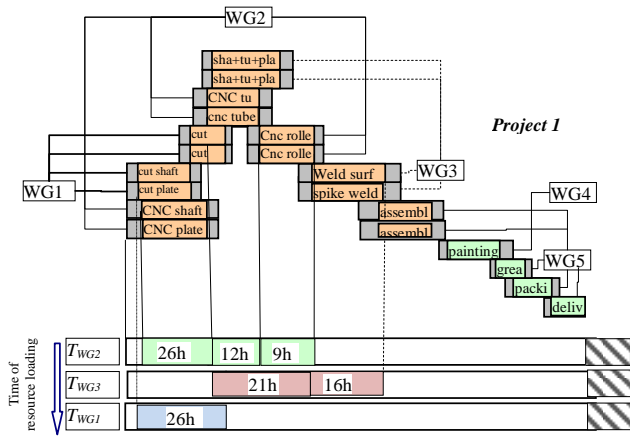 WG2
sha+tu+pla
sha+tu+pla
CNC tu
cnc tube
Project 1
cut
Cnc rolle
cut
Cnc rolle
cut shaft
Weld surf
WG3
WG1
cut plate
spike weld
WG4
CNC shaft
assembl
CNC plate
assembl
painting
WG5
grea
packi
deliv
Time of
resource loading
TWG2
26h
12h
9h
TWG3
21h
16h
TWG1
26h